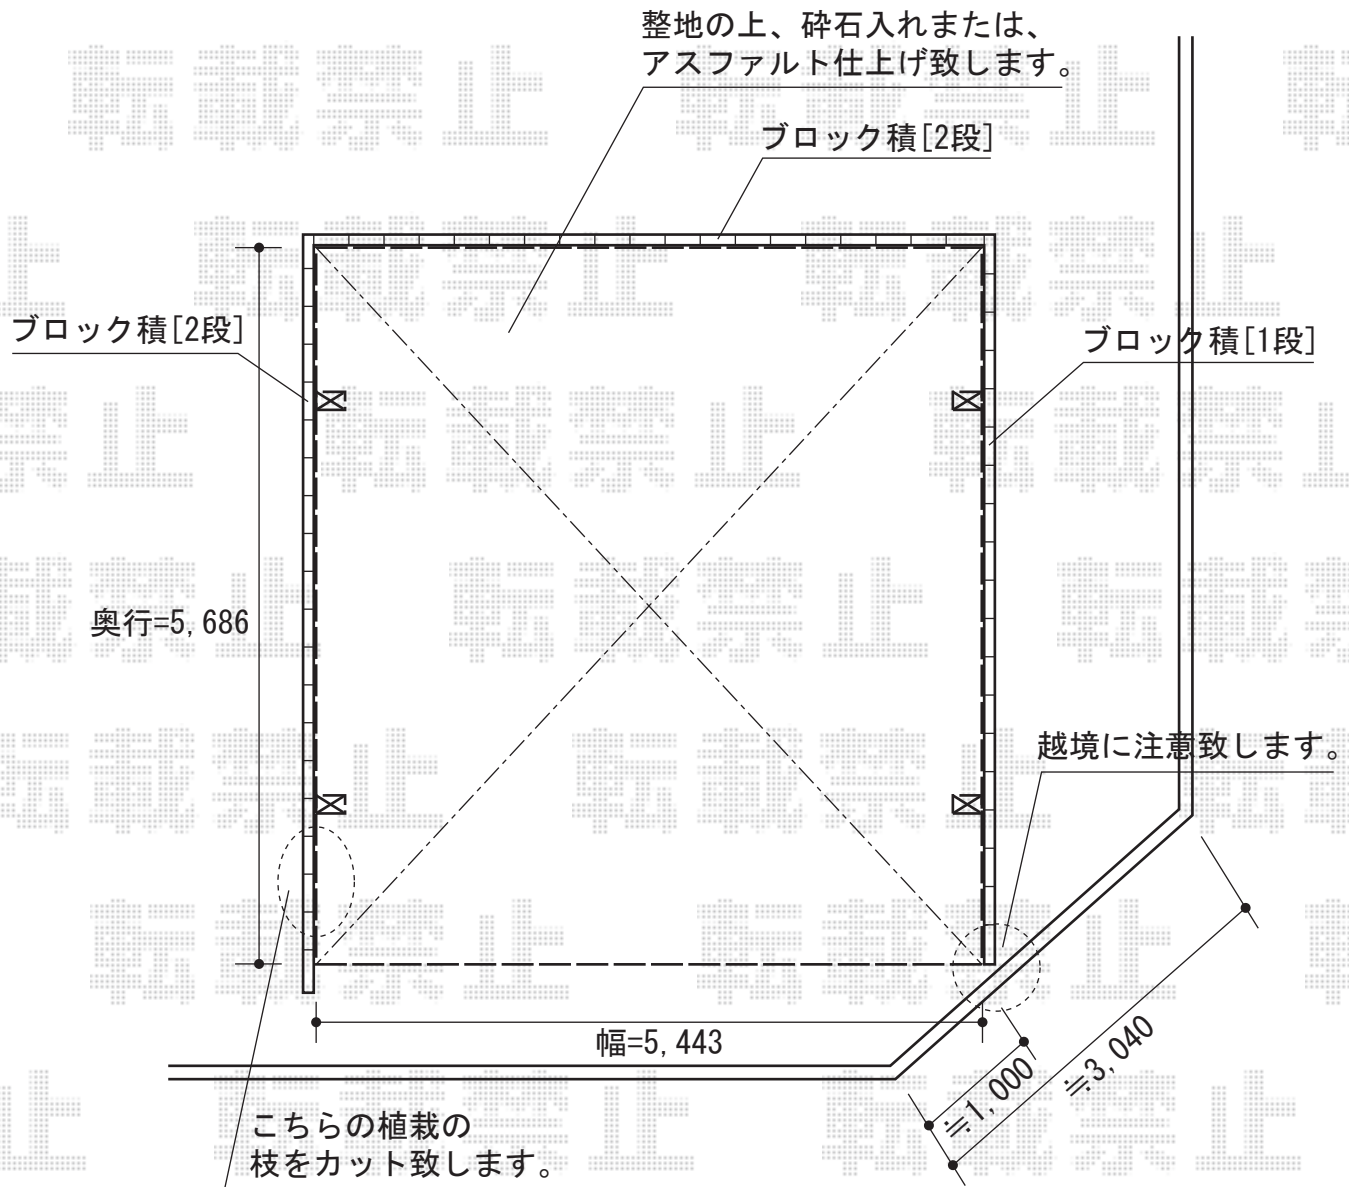 整地の上、砕石入れまたは、
アスファルト仕上げ致します。
ブロック積[2段]
ブロック積[2段]
ブロック積[1段]
奥行=5,686
越境に注意致します。
幅=5,443
≒1,000
≒3,040
こちらの植栽の
枝をカット致します。
転載禁止